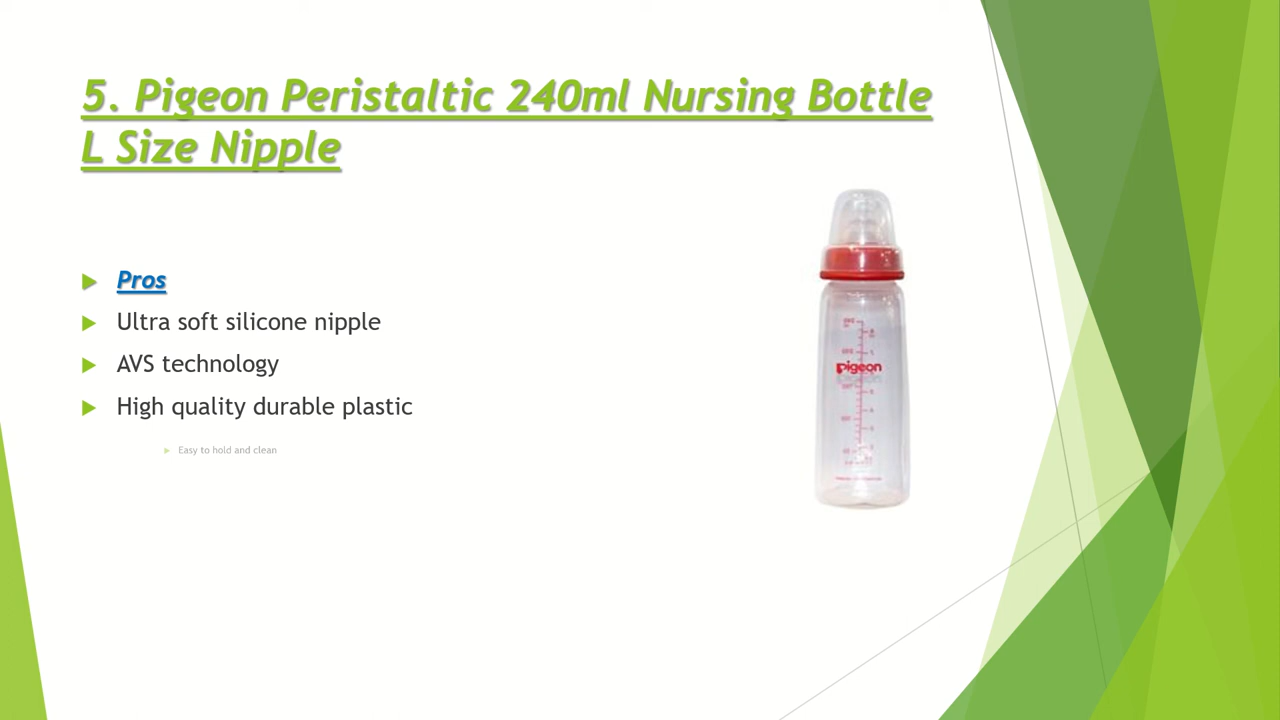 5. Pigeon Peristaltic 240ml Nursing Bottle
L Size Nipple
Pros
Ultra soft silicone nipple
AVS technology
High quality durable plastic
Easy to hold and clean
pigeon